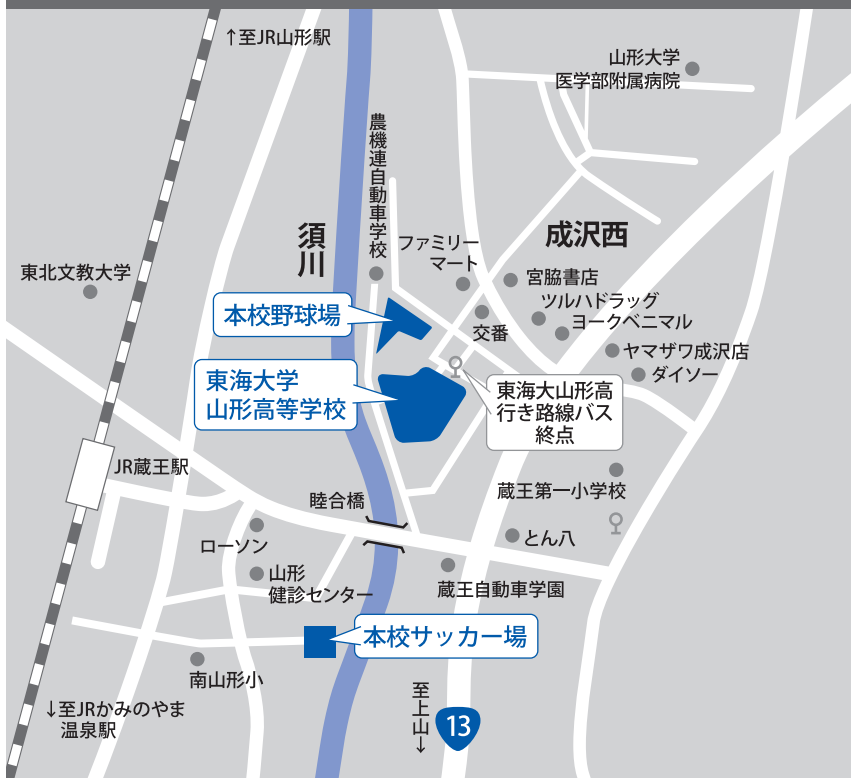 ↑至JR山形駅
山形大学
医学部附属病院
農機連自動車学校
須川
成沢西
ファミリー
マート
東北文教大学
宮脇書店
ツルハドラッグ
ヨークベニマル
本校野球場
交番
ヤマザワ成沢店
ダイソー
東海大学
山形高等学校
東海大山形高
行き路線バス
終点
JR蔵王駅
蔵王第一小学校
睦合橋
とん八
ローソン
山形
健診センター
蔵王自動車学園
本校サッカー場
南山形小
↓至JRかみのやま
温泉駅
至上山→
13